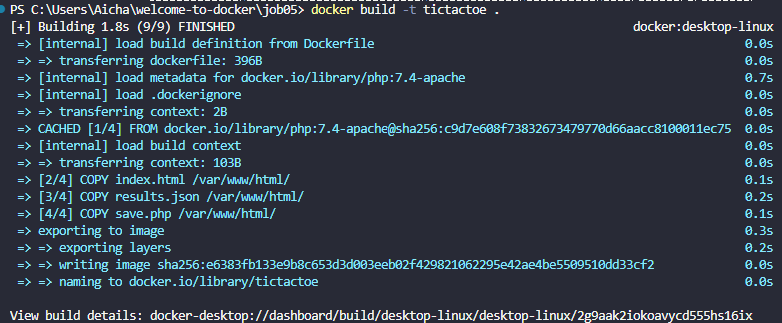 PS C:\Users\Aicha\welcome-to-docker\job05> docker build -t tictactoe .
[+] Building 1.8s (9/9) FINISHED docker:desktop-linux
=> [internal] load build definition from Dockerfile 0.0s
=> => transferring dockerfile: 396B 0.0s
=> [internal] load metadata for docker.io/library/php:7.4-apache 0.7s
=> [internal] load .dockerignore 0.0s
=> => transferring context: 2B 0.0s
=> CACHED [1/4] FROM docker.io/library/php:7.4-apache@sha256:c9d7e608f73832673479770d66aacc8100011ec75 0.0s
=> [internal] load build context 0.0s
=> => transferring context: 103B 0.0s
=> [2/4] COPY index.html /var/www/html/ 0.1s
=> [3/4] COPY results.json /var/www/html/ 0.2s
=> [4/4] COPY save.php /var/www/html/ 0.1s
=> exporting to image 0.3s
=> => exporting layers 0.2s
=> => writing image sha256:e6383fb133e9b8c653d3d003eeb02f429821062295e42ae4be5509510dd33cf2 0.0s
=> => naming to docker.io/library/tictactoe 0.0s
View build details: docker-desktop://dashboard/build/desktop-linux/desktop-linux/2g9aak2iokoavycd555hs16ix